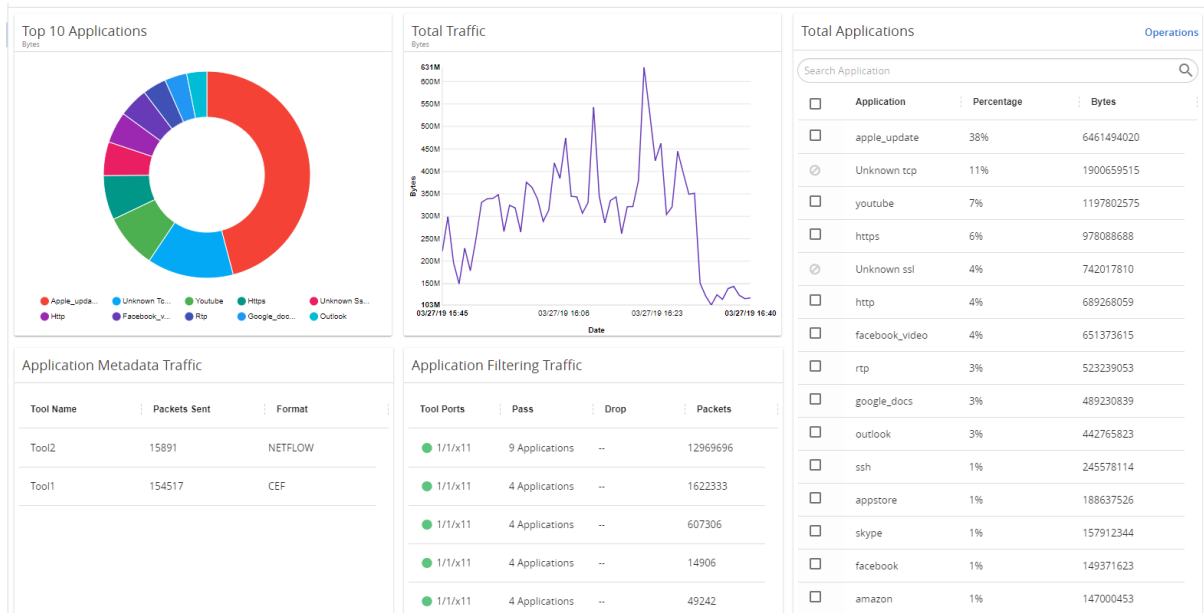 Top 10 Applications
Bytes
Apple_upda... Unknown Tc... Youtube Https Unknown Ss...
Http Facebook_v... Rtp Google_doc... Outlook
Total Traffic
Bytes
631M
600M
550M
500M
450M
400M
350M
300M
250M
200M
150M
103M
Bytes
03/27/19 15:45 03/27/19 16:06 03/27/19 16:23 03/27/19 16:40
Date
Total Applications Operations
Search Application
Application Percentage Bytes
apple_update 38% 6461494020
Unknown tcp 11% 1900659515
youtube 7% 1197802575
https 6% 978088688
Unknown ssl 4% 742017810
http 4% 689268059
facebook_video 4% 651373615
rtp 3% 523239053
google_docs 3% 489230839
outlook 3% 442765823
ssh 1% 245578114
appstore 1% 188637526
skype 1% 157912344
facebook 1% 149371623
amazon 1% 147000453
Application Metadata Traffic
Tool Name Packets Sent Format
Tool2 15891 NETFLOW
Tool1 154517 CEF
Application Filtering Traffic
Tool Ports Pass Drop Packets
1/1/x11 9 Applications -- 12969696
1/1/x11 4 Applications -- 1622333
1/1/x11 4 Applications -- 607306
1/1/x11 4 Applications -- 14906
1/1/x11 4 Applications -- 49242